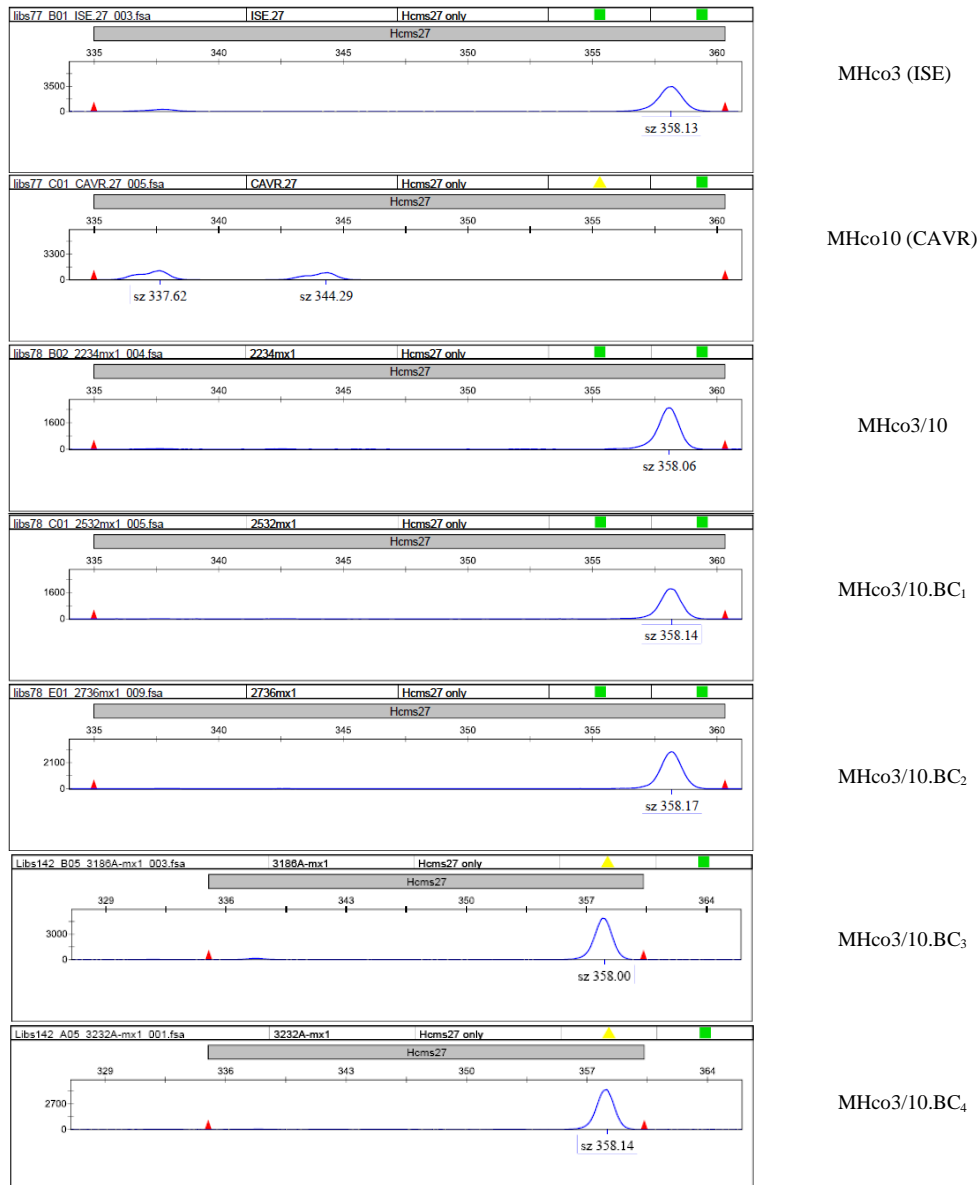 libs77_B01_ISE.27_003.fsa ISE.27 Hcms27 only
Hcms27
335 340 345 350 355 360
3500
0
sz 358.13
MHco3 (ISE)
libs77_C01_CAVR.27_005.fsa CAVR.27 Hcms27 only
Hcms27
335 340 345 350 355 360
3300
0
sz 337.62 sz 344.29
MHco10 (CAVR)
libs78_B02_2234mx1_004.fsa 2234mx1 Hcms27 only
Hcms27
335 340 345 350 355 360
1600
0
sz 358.06
MHco3/10
libs78_C01_2532mx1_005.fsa 2532mx1 Hcms27 only
Hcms27
335 340 345 350 355 360
1600
0
sz 358.14
MHco3/10.BC₁
libs78_E01_2736mx1_009.fsa 2736mx1 Hcms27 only
Hcms27
335 340 345 350 355 360
2100
0
sz 358.17
MHco3/10.BC₂
Libs142_B05_3186A-mx1_003.fsa 3186A-mx1 Hcms27 only
Hcms27
329 336 343 350 357 364
3000
0
sz 358.00
MHco3/10.BC₃
Libs142_A05_3232A-mx1_001.fsa 3232A-mx1 Hcms27 only
Hcms27
329 336 343 350 357 364
2700
0
sz 358.14
MHco3/10.BC₄